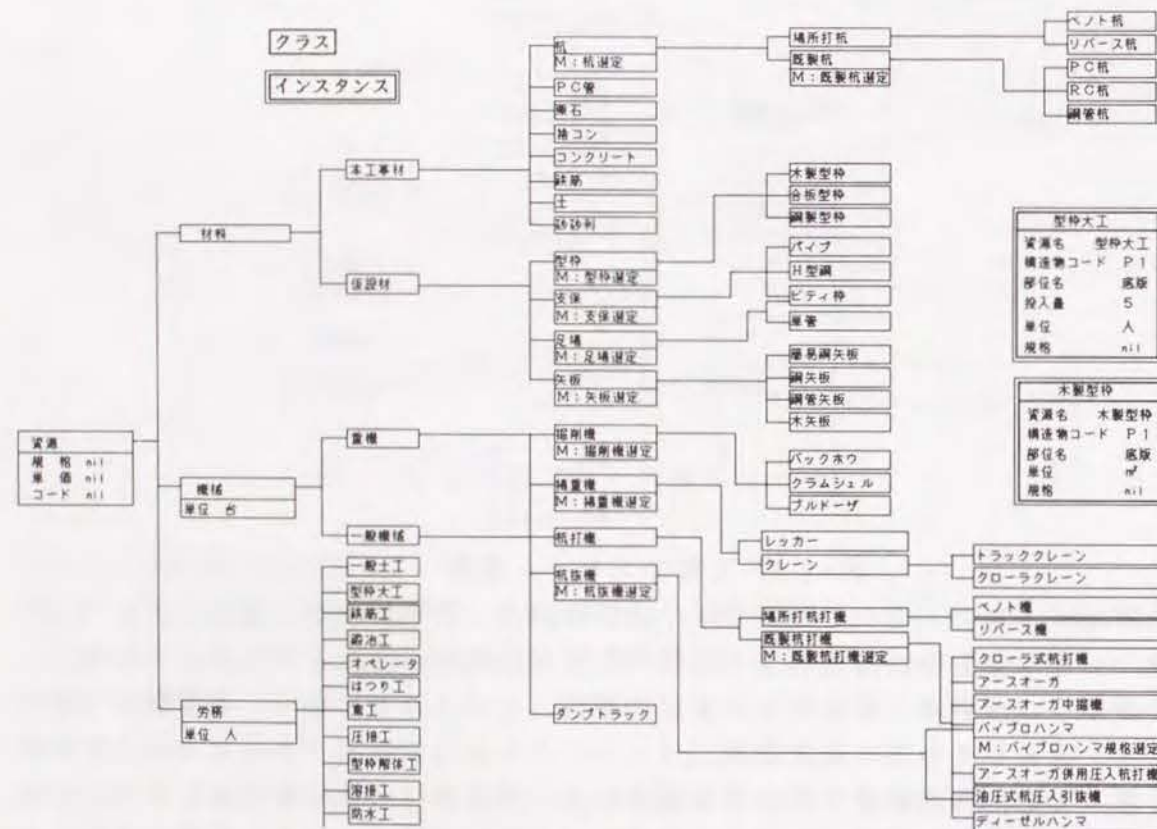 クラス
インスタンス
資源
規 格 nil
単 価 nil
コード nil
材料
機械
単位 台
労務
単位 人
本工事材
仮設材
重機
一般機械
一般土工
型枠大工
鉄筋工
鍛冶工
オペレータ
はつり工
圧接工
型枠解体工
溶接工
防水工
杭
M:杭選定
PC管
捨コン
コンクリート
鉄筋
土
型枠
M:型枠選定
支保
M:支保選定
足場
M:足場選定
矢板
M:矢板選定
掘削機
M:掘削機選定
揚重機
M:揚重機選定
杭打機
杭抜機
M:杭抜機選定
ダンプトラック
場所打杭
既製杭
M:既製杭選定
木製型枠
合板型枠
鋼製型枠
パイプ
H型鋼
ビティ枠
単管
簡易鋼矢板
鋼矢板
鋼管矢板
木矢板
バックホウ
クラムシェル
ブルドーザ
レッカー
クレーン
場所打杭打機
既製杭打機
M:既製杭打機選定
ベノト杭
リバース杭
PC杭
RC杭
鋼管杭
型枠大工
資源名 型枠大工
構造物コード P1
部位名 底版
投入量 5
単位 人
規格 nil
木製型枠
資源名 木製型枠
構造物コード P1
部位名 底版
単位 ㎡
規格 nil
トラッククレーン
クローラクレーン
ベノト機
リバース機
クローラ式杭打機
アースオーガ
アースオーガ中掘機
バイブロハンマ
M:バイブロハンマ規格選定
アースオーガ併用圧入杭打機
油圧式杭圧入引抜機
ディーゼルハンマ